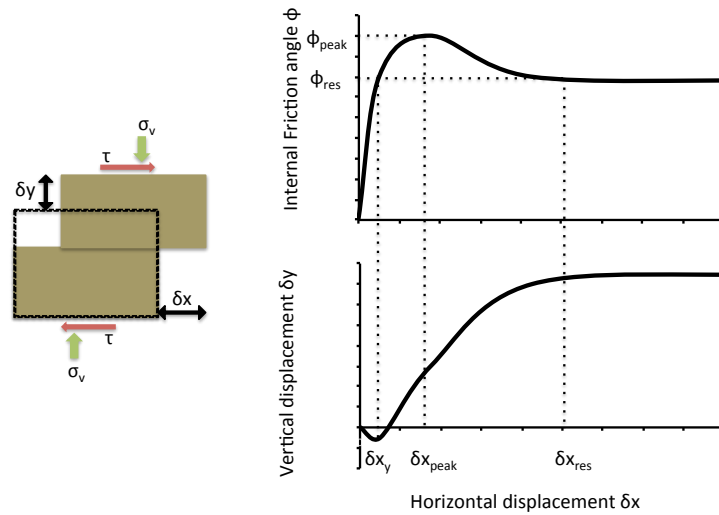 σv
τ
δy
δx
τ
σv
Internal Friction angle ϕ
ϕpeak
ϕres
Vertical displacement δy
δxy
δxpeak
δxres
Horizontal displacement δx